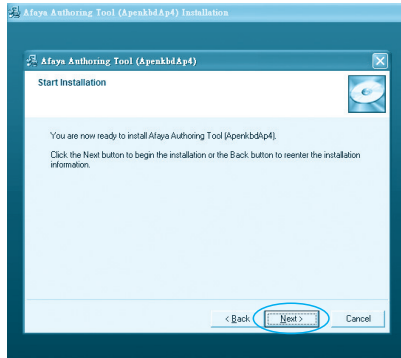 Afaya Authoring Tool (ApenkbdAp4) Installation
Afaya Authoring Tool (ApenkbdAp4)
Start Installation
You are now ready to install Afaya Authoring Tool (ApenkbdAp4).
Click the Next button to begin the installation or the Back button to reenter the installation
information.
< Back Next > Cancel